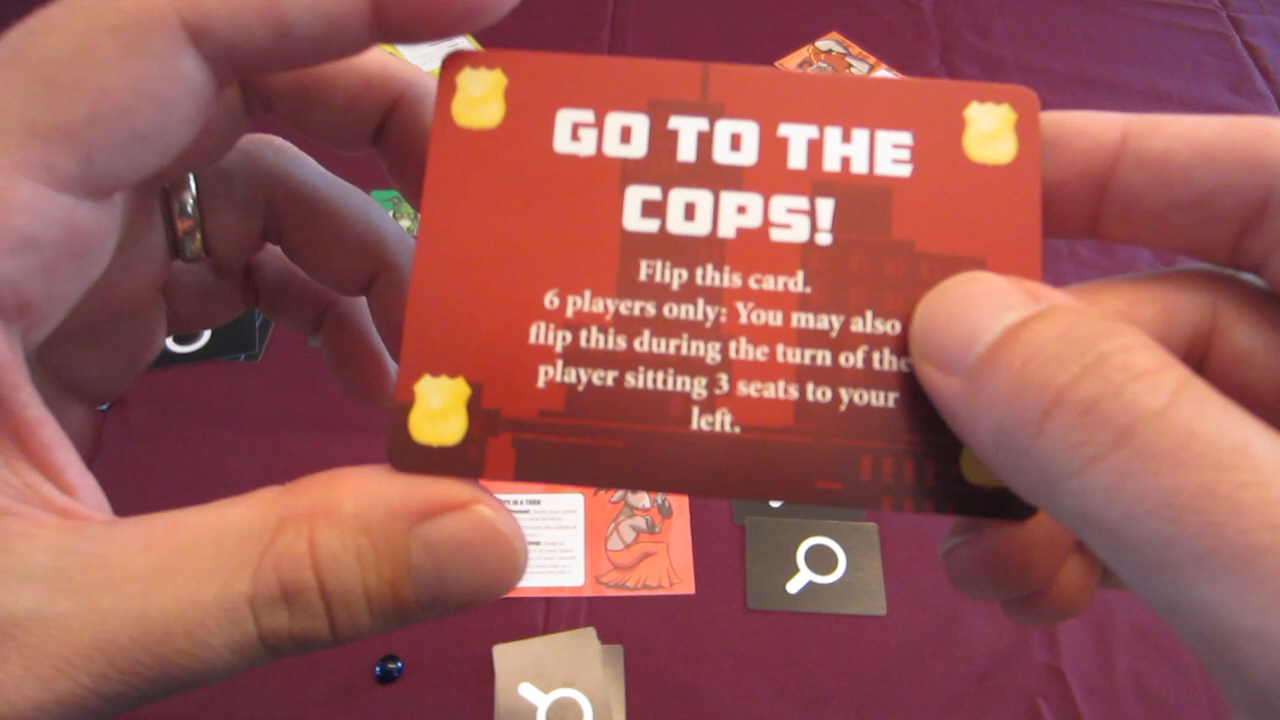 GO TO THE
COPS!
Flip this card.
6 players only: You may also
flip this during the turn of the
player sitting 3 seats to your
left.